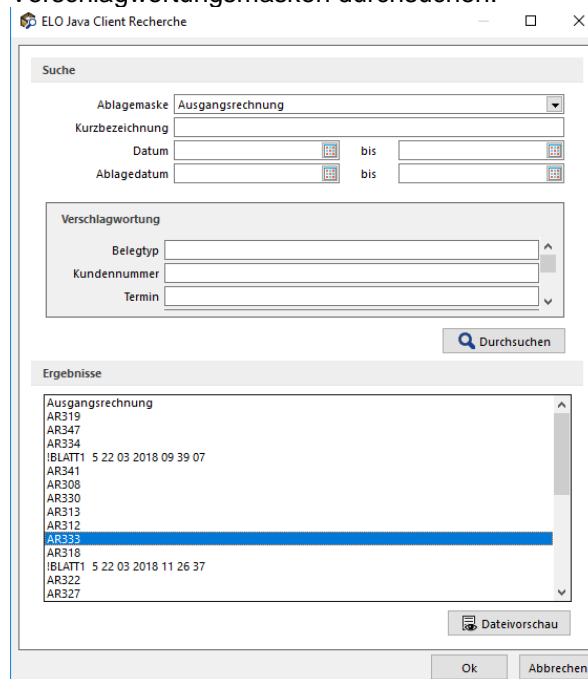 Verschlagwortungsmasken durchsuchen.
ELO Java Client Recherche
Suche
Ablagemaske Ausgangsrechnung
Kurzbezeichnung
Datum bis
Ablagedatum bis
Verschlagwortung
Belegtyp
Kundennummer
Termin
Durchsuchen
Ergebnisse
Ausgangsrechnung
AR319
AR347
AR334
!BLATT1 5 22 03 2018 09 39 07
AR341
AR308
AR330
AR313
AR312
AR333
AR318
!BLATT1 5 22 03 2018 11 26 37
AR322
AR327
Dateivorschau
Ok Abbrechen